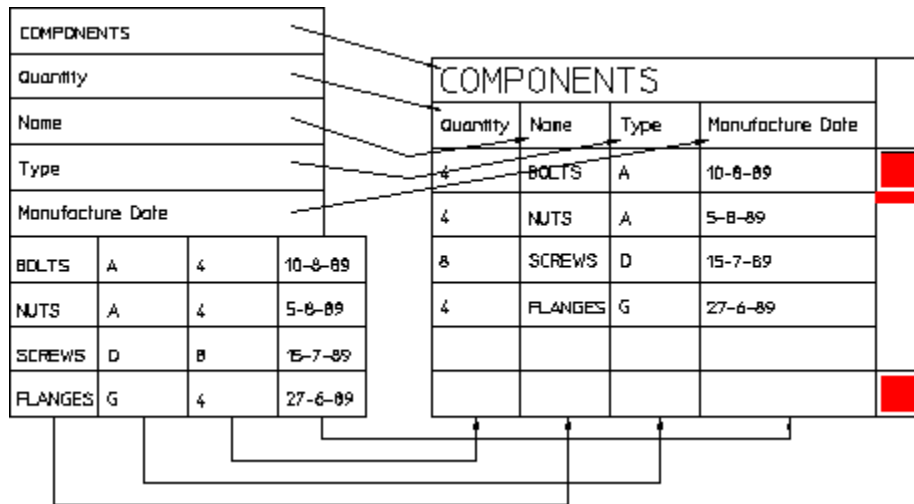 COMPONENTS
Quantity
Name
Type
Manufacture Date
BOLTS A 4 10-8-89
NUTS A 4 5-8-89
SCREWS D 8 15-7-89
FLANGES G 4 27-6-89
COMPONENTS
Quantity Name Type Manufacture Date
4 BOLTS A 10-8-89
4 NUTS A 5-8-89
8 SCREWS D 15-7-89
4 FLANGES G 27-6-89